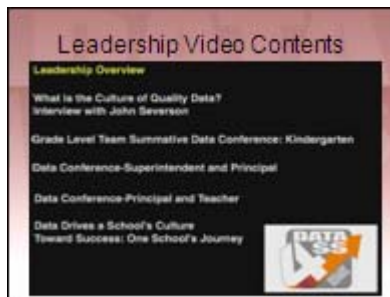 Leadership Video Contents
Leadership Overview
What is the Culture of Quality Data?
Interview with John Severson
Grade Level Team Summative Data Conference: Kindergarten
Data Conference-Superintendent and Principal
Data Conference-Principal and Teacher
Data Drives a School's Culture
Toward Success: One School's Journey
DATA
4
SS